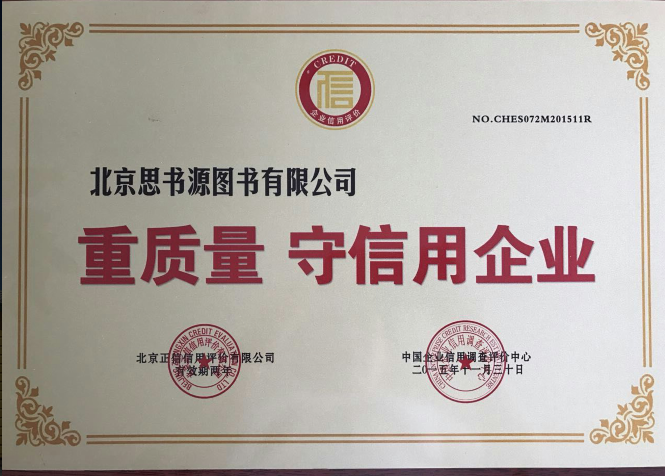 CREDIT
信
企业信用评价
NO.CHES072M201511R
北京思书源图书有限公司
重质量 守信用企业
北京正信信用评价有限公司
有效期两年
中国企业信用调查评价中心
二〇一五年十一月三十日